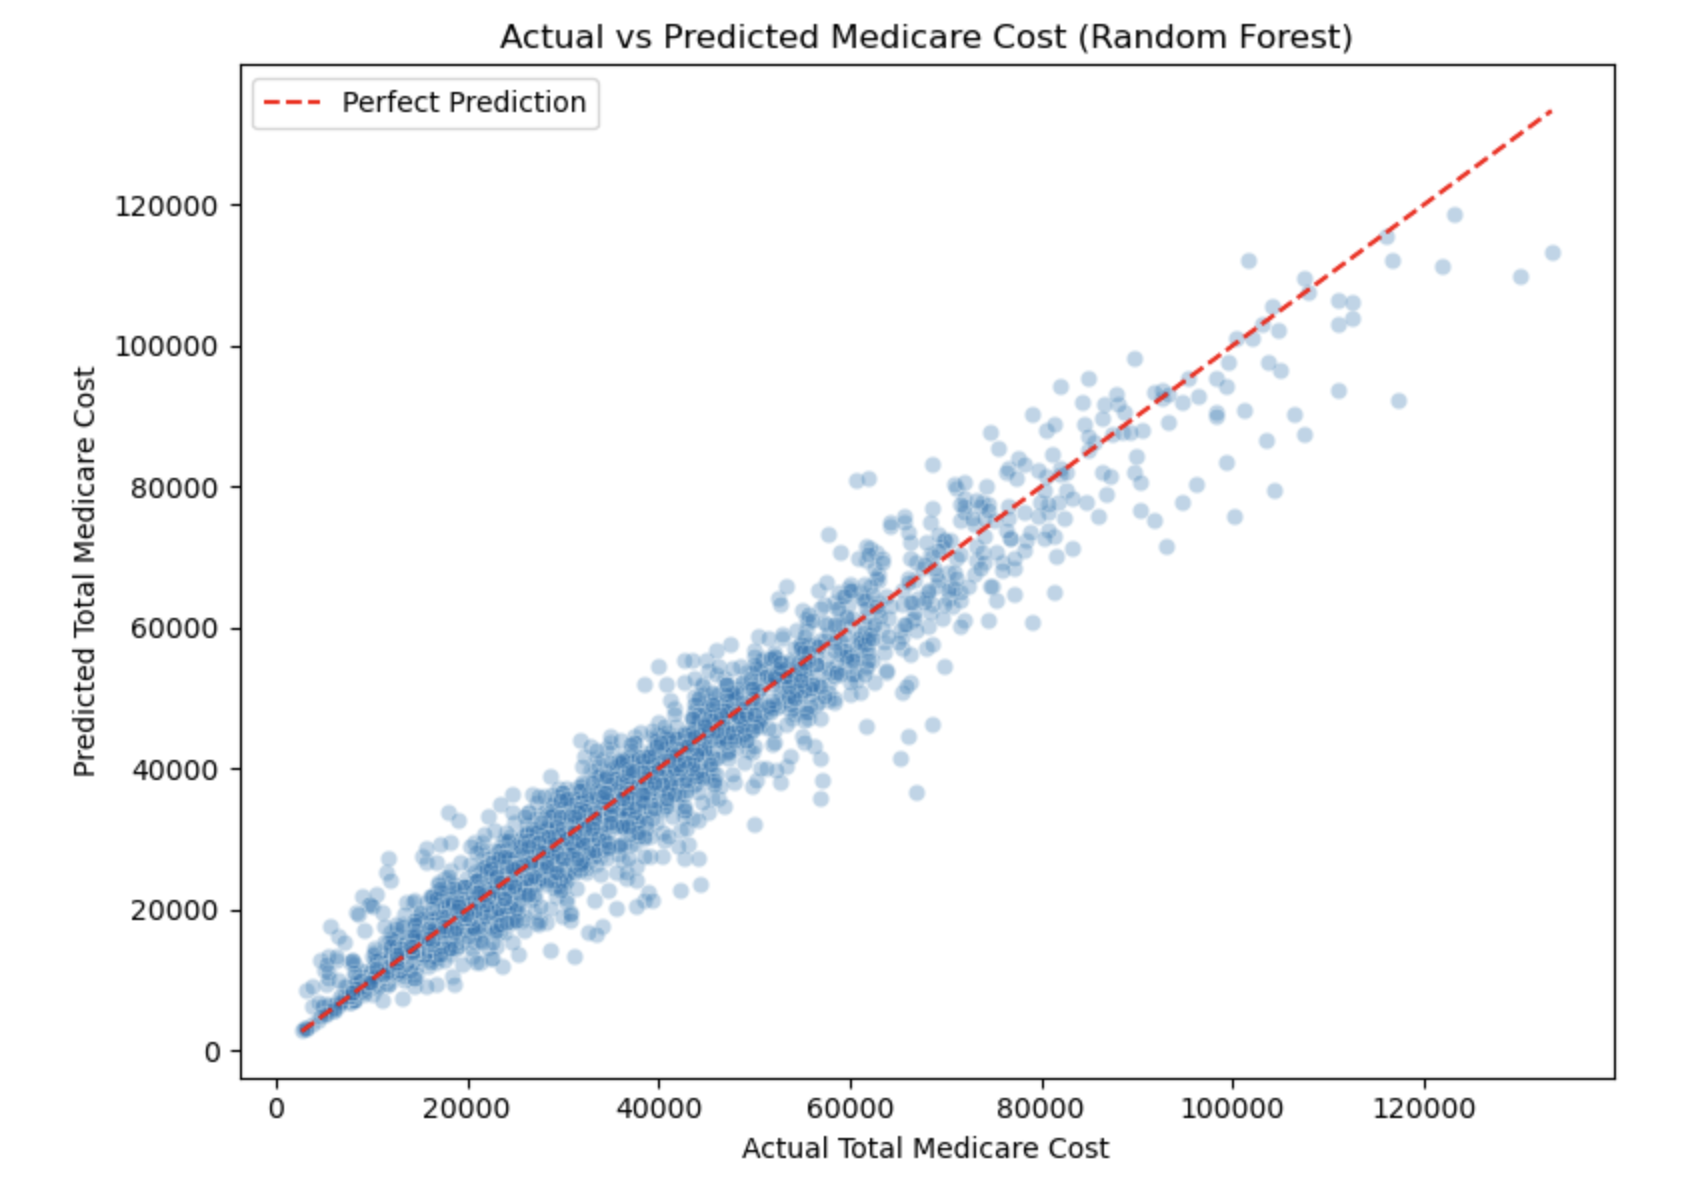 Actual vs Predicted Medicare Cost (Random Forest)
Perfect Prediction
120000
100000
80000
60000
40000
20000
0
Predicted Total Medicare Cost
0 20000 40000 60000 80000 100000 120000
Actual Total Medicare Cost